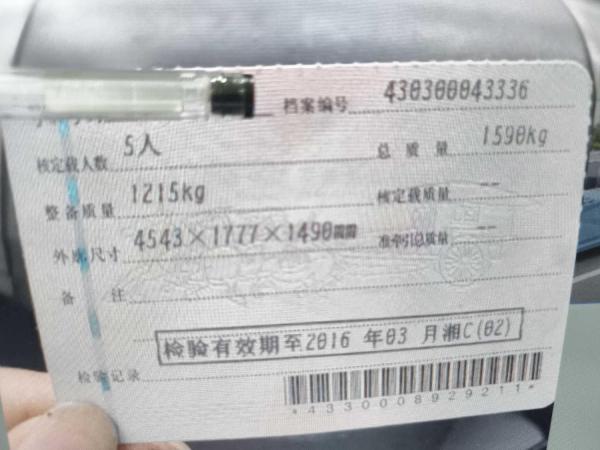 档案编号 430300043336
核定载人数 5人 总质量 1590kg
整备质量 1215kg 核定载质量 --
外廓尺寸 4543×1777×1490mm 准牵引总质量 --
备注
检验有效期至2016年03月湘C(02)
检验记录
*4330008929211*